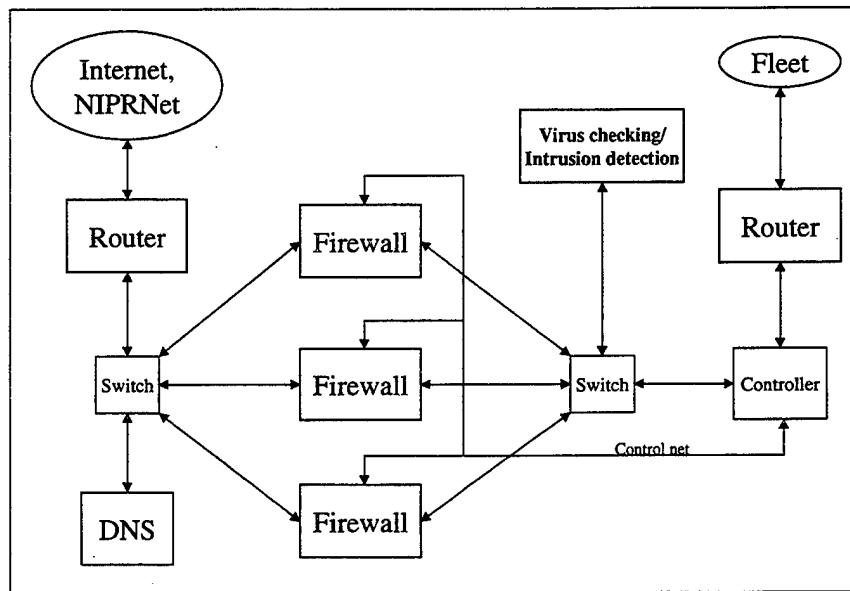 Internet,
NIPRNet
Fleet
Virus checking/
Intrusion detection
Router
Firewall
Router
Switch
Firewall
Switch
Controller
Control net
DNS
Firewall